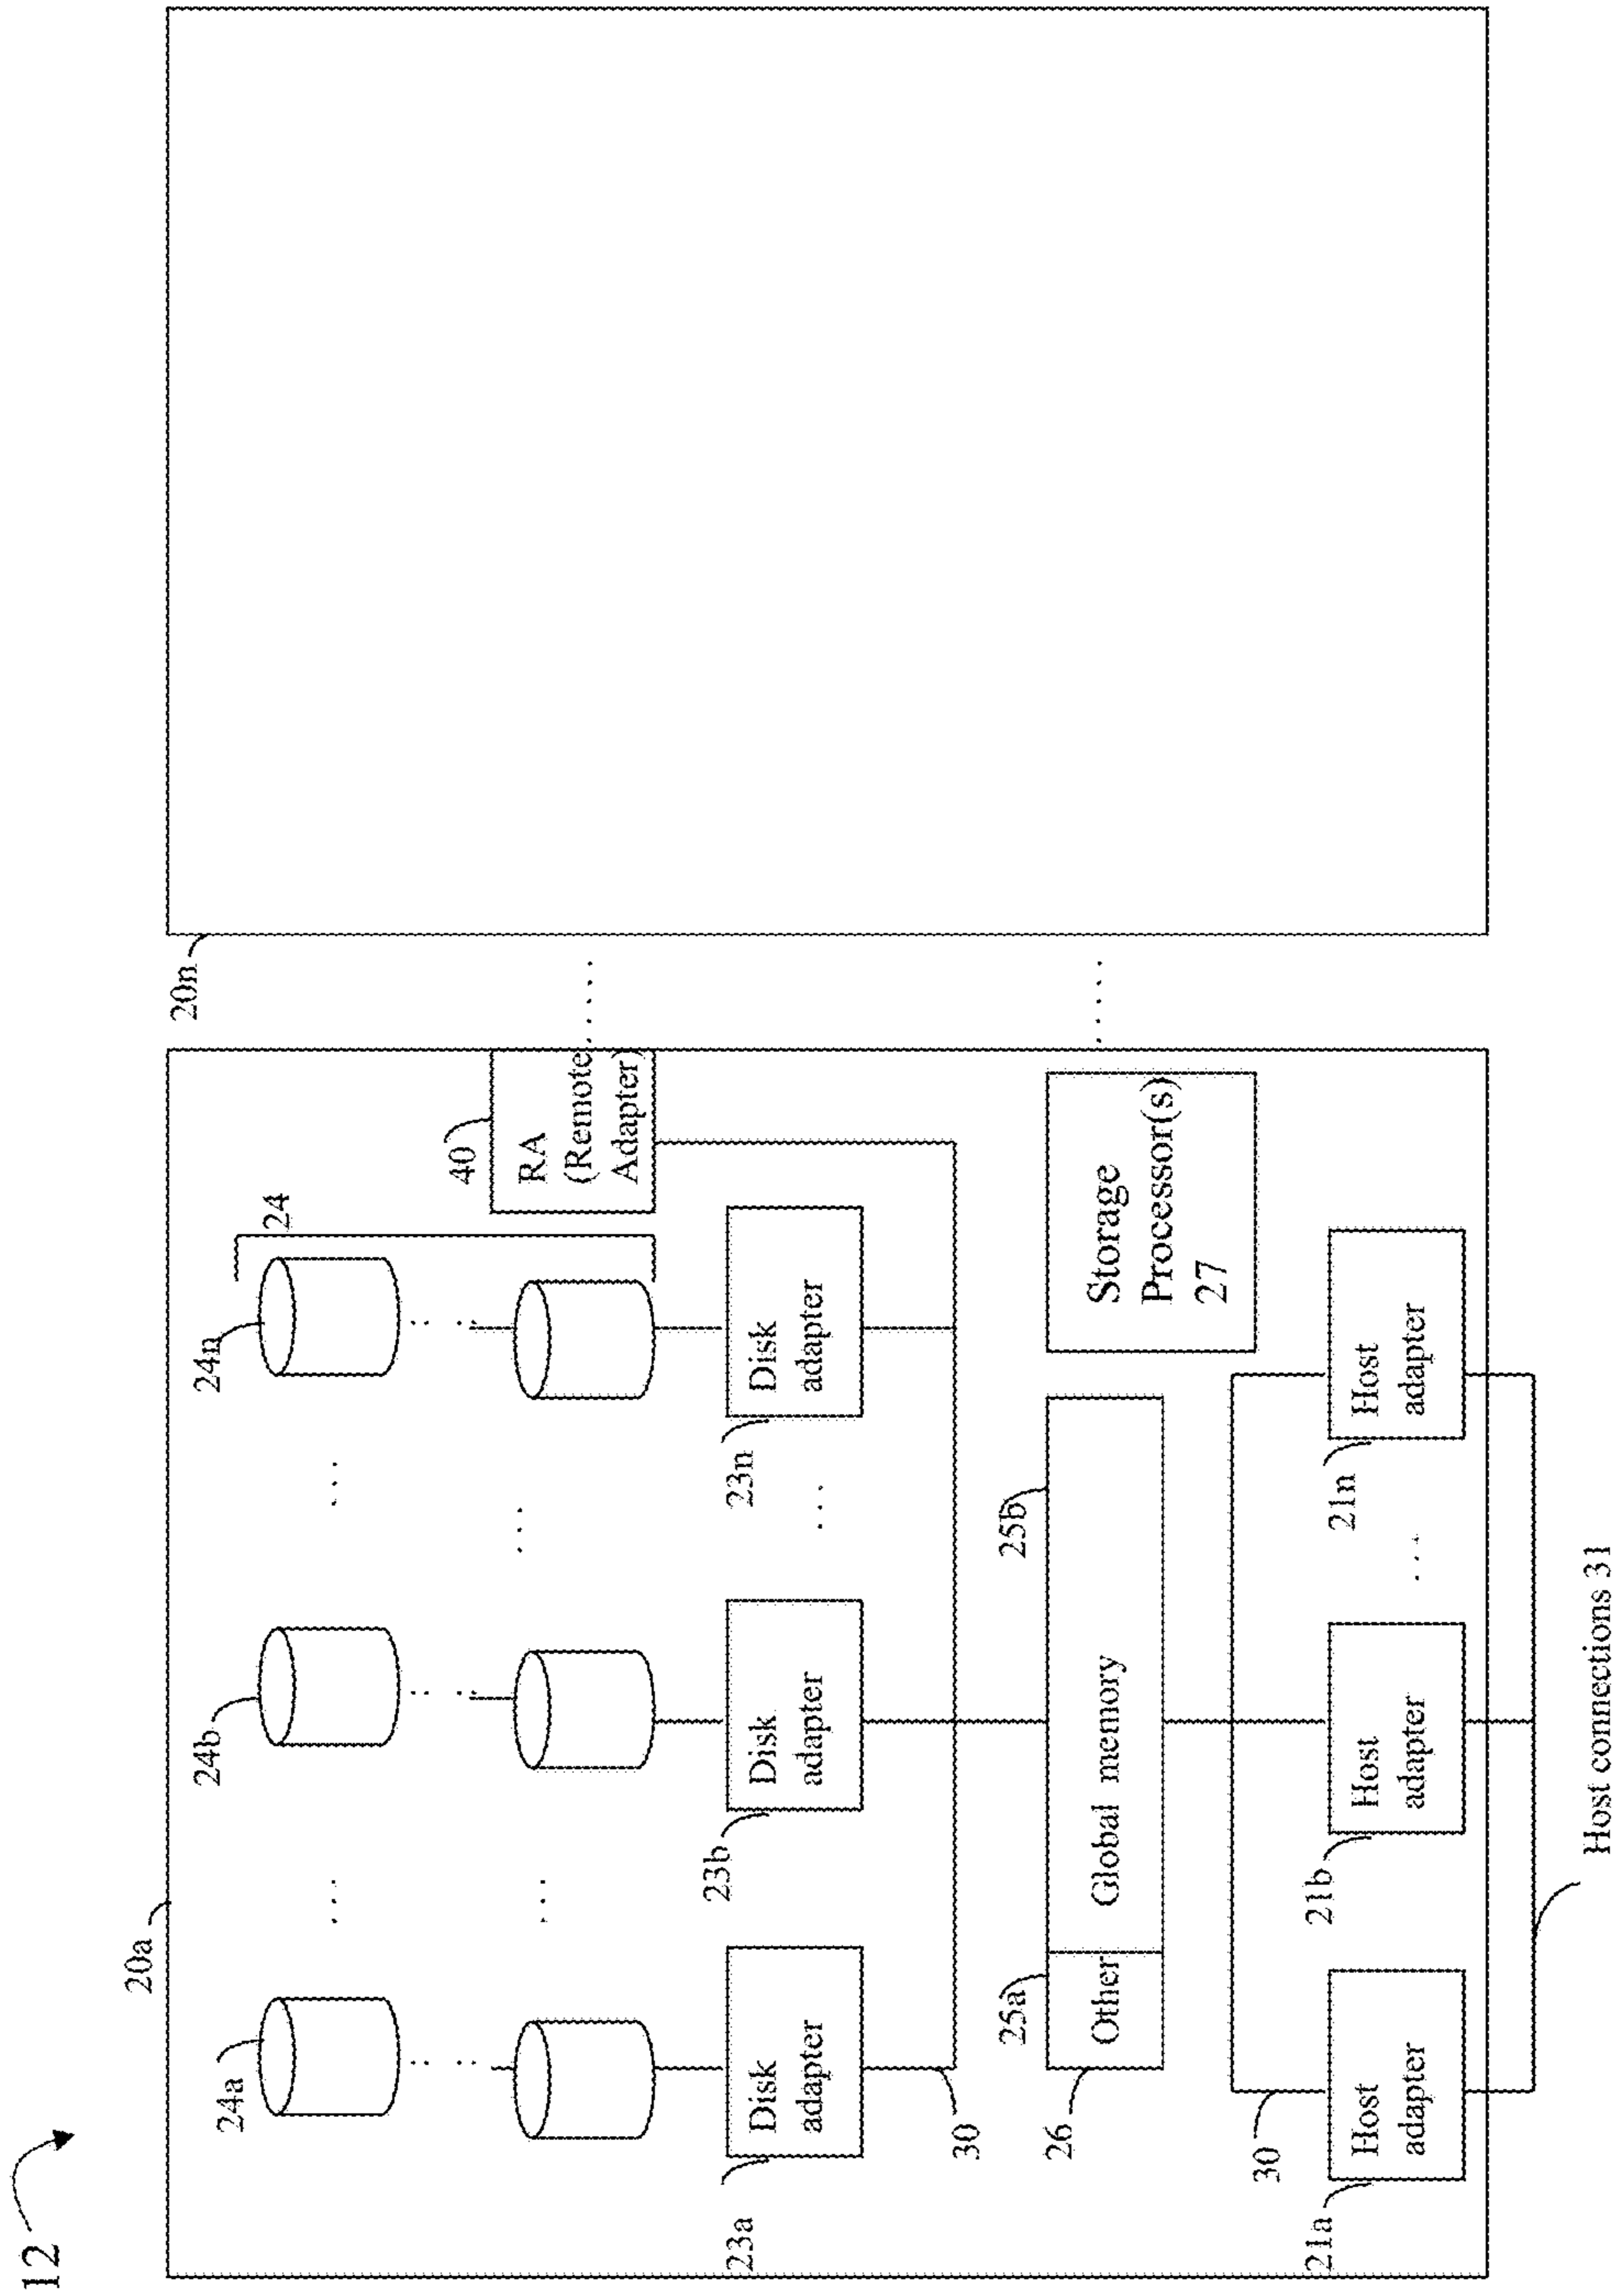 12
20a
20n
24a
24b
24n
24
40
RA
(Remote
Adapter)
23a
Disk
adapter
23b
Disk
adapter
23n
Disk
adapter
30
25a
25b
26
Other
Global memory
Storage
Processor(s)
27
30
21a
Host
adapter
21b
Host
adapter
21n
Host
adapter
Host connections 31